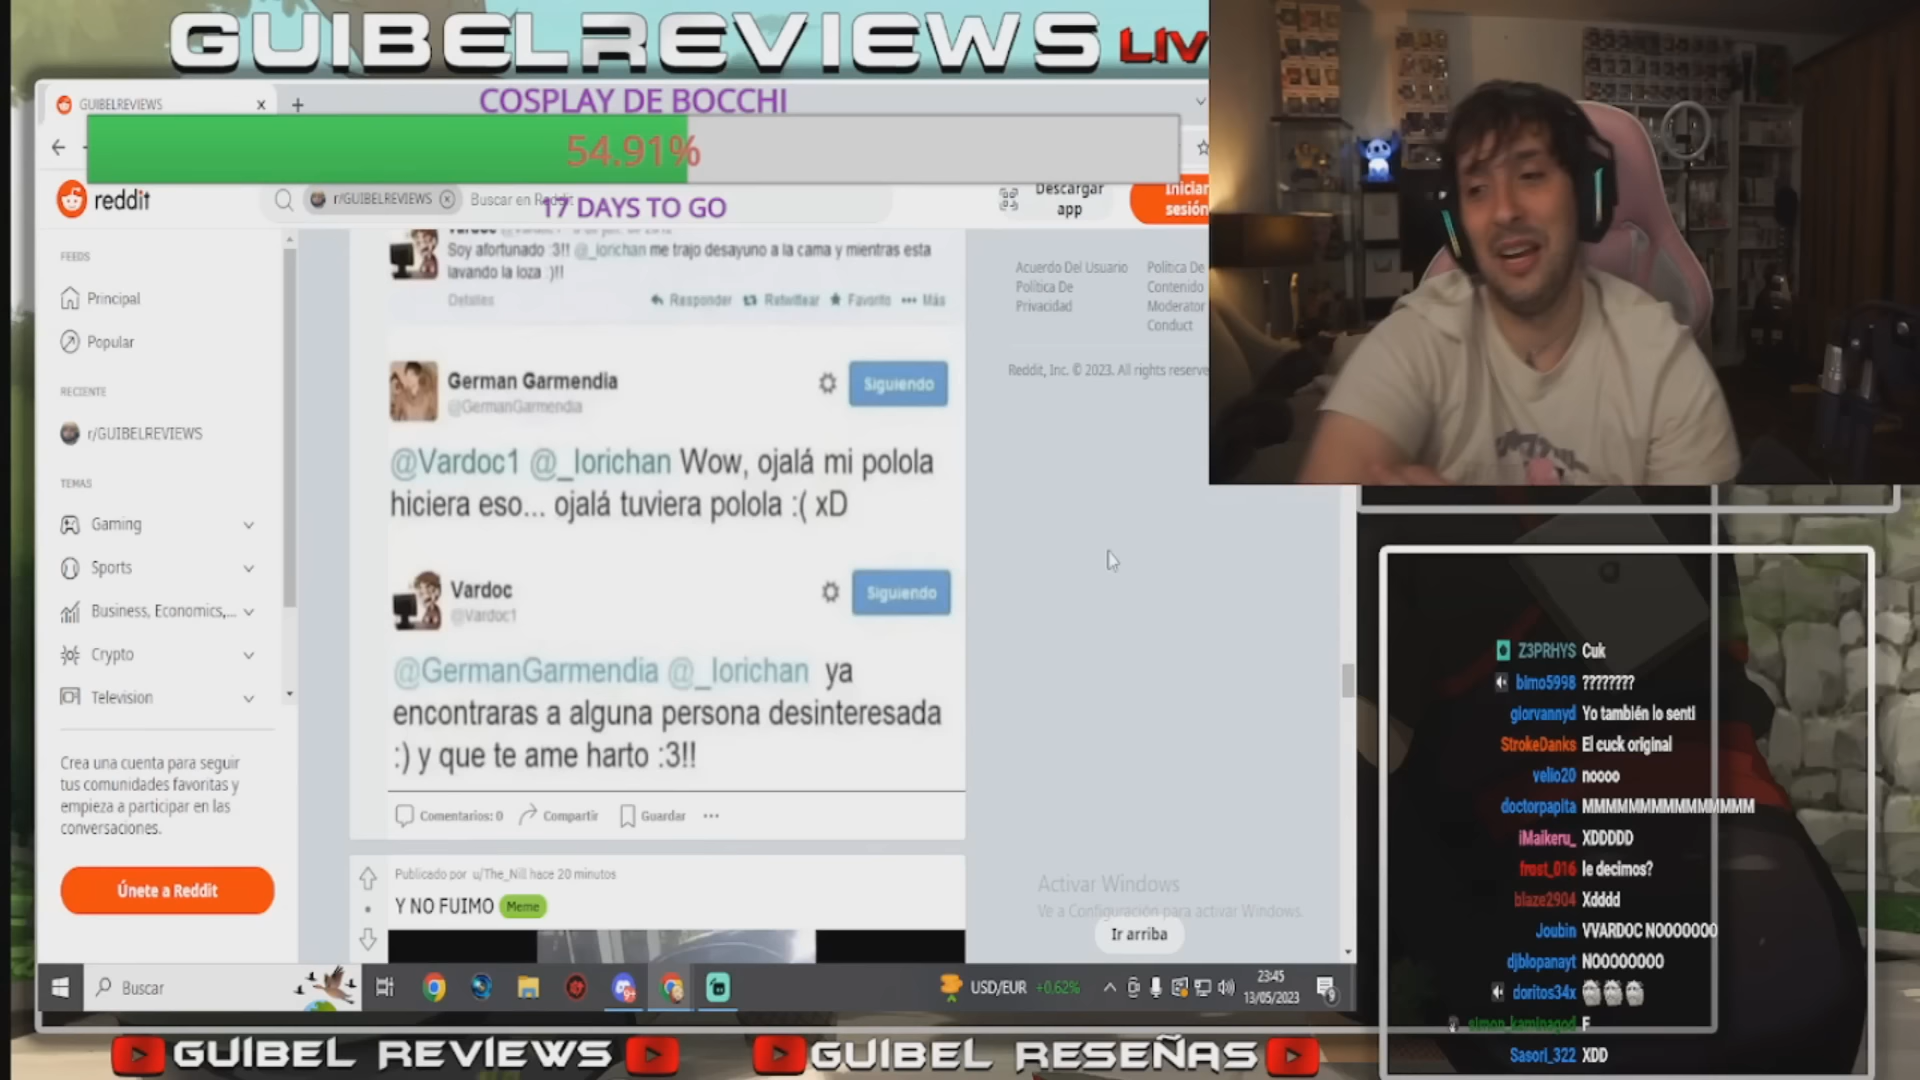 GUIBELREVIEWS LIV
GUIBELREVIEWS
COSPLAY DE BOCCHI
54.91%
17 DAYS TO GO
reddit
r/GUIBELREVIEWS
Buscar en Reddit
Descargar
app
Iniciar
sesión
FEEDS
Principal
Popular
RECIENTE
r/GUIBELREVIEWS
TEMAS
Gaming
Sports
Business, Economics,...
Crypto
Television
Crea una cuenta para seguir
tus comunidades favoritas y
empieza a participar en las
conversaciones.
Únete a Reddit
Vardoc
Soy afortunado :3!! @_lorichan me trajo desayuno a la cama y mientras esta
lavando la loza :)!!
Detalles
Responder
Retwittear
Favorito
Más
German Garmendia
@GermanGarmendia
Siguiendo
@Vardoc1 @_lorichan Wow, ojalá mi polola
hiciera eso... ojalá tuviera polola :( xD
Vardoc
@Vardoc1
Siguiendo
@GermanGarmendia @_lorichan ya
encontraras a alguna persona desinteresada
:) y que te ame harto :3!!
Comentarios: 0
Compartir
Guardar
Publicado por u/The_Nill hace 20 minutos
Y NO FUIMO Meme
Acuerdo Del Usuario
Política De
Privacidad
Política De
Contenido
Moderator
Conduct
Reddit, Inc. © 2023. All rights reserve
Activar Windows
Ve a Configuración para activar Windows.
Ir arriba
Buscar
USD/EUR +0.62%
23:45
13/05/2023
9
Z3PRHYS Cuk
bimo5998 ????????
giorvannyd Yo también lo sentí
StrokeDanks El cuck original
velio20 noooo
doctorpapita MMMMMMMMMMMMMMM
iMaikeru_ XDDDDD
frost_016 le decimos?
blaze2904 Xdddd
Joubin VVARDOC NOOOOOOO
djblopanayt NOOOOOOOO
doritos34x
simon_kaminagod F
Sasori_322 XDD
GUIBEL REVIEWS
GUIBEL RESEÑAS